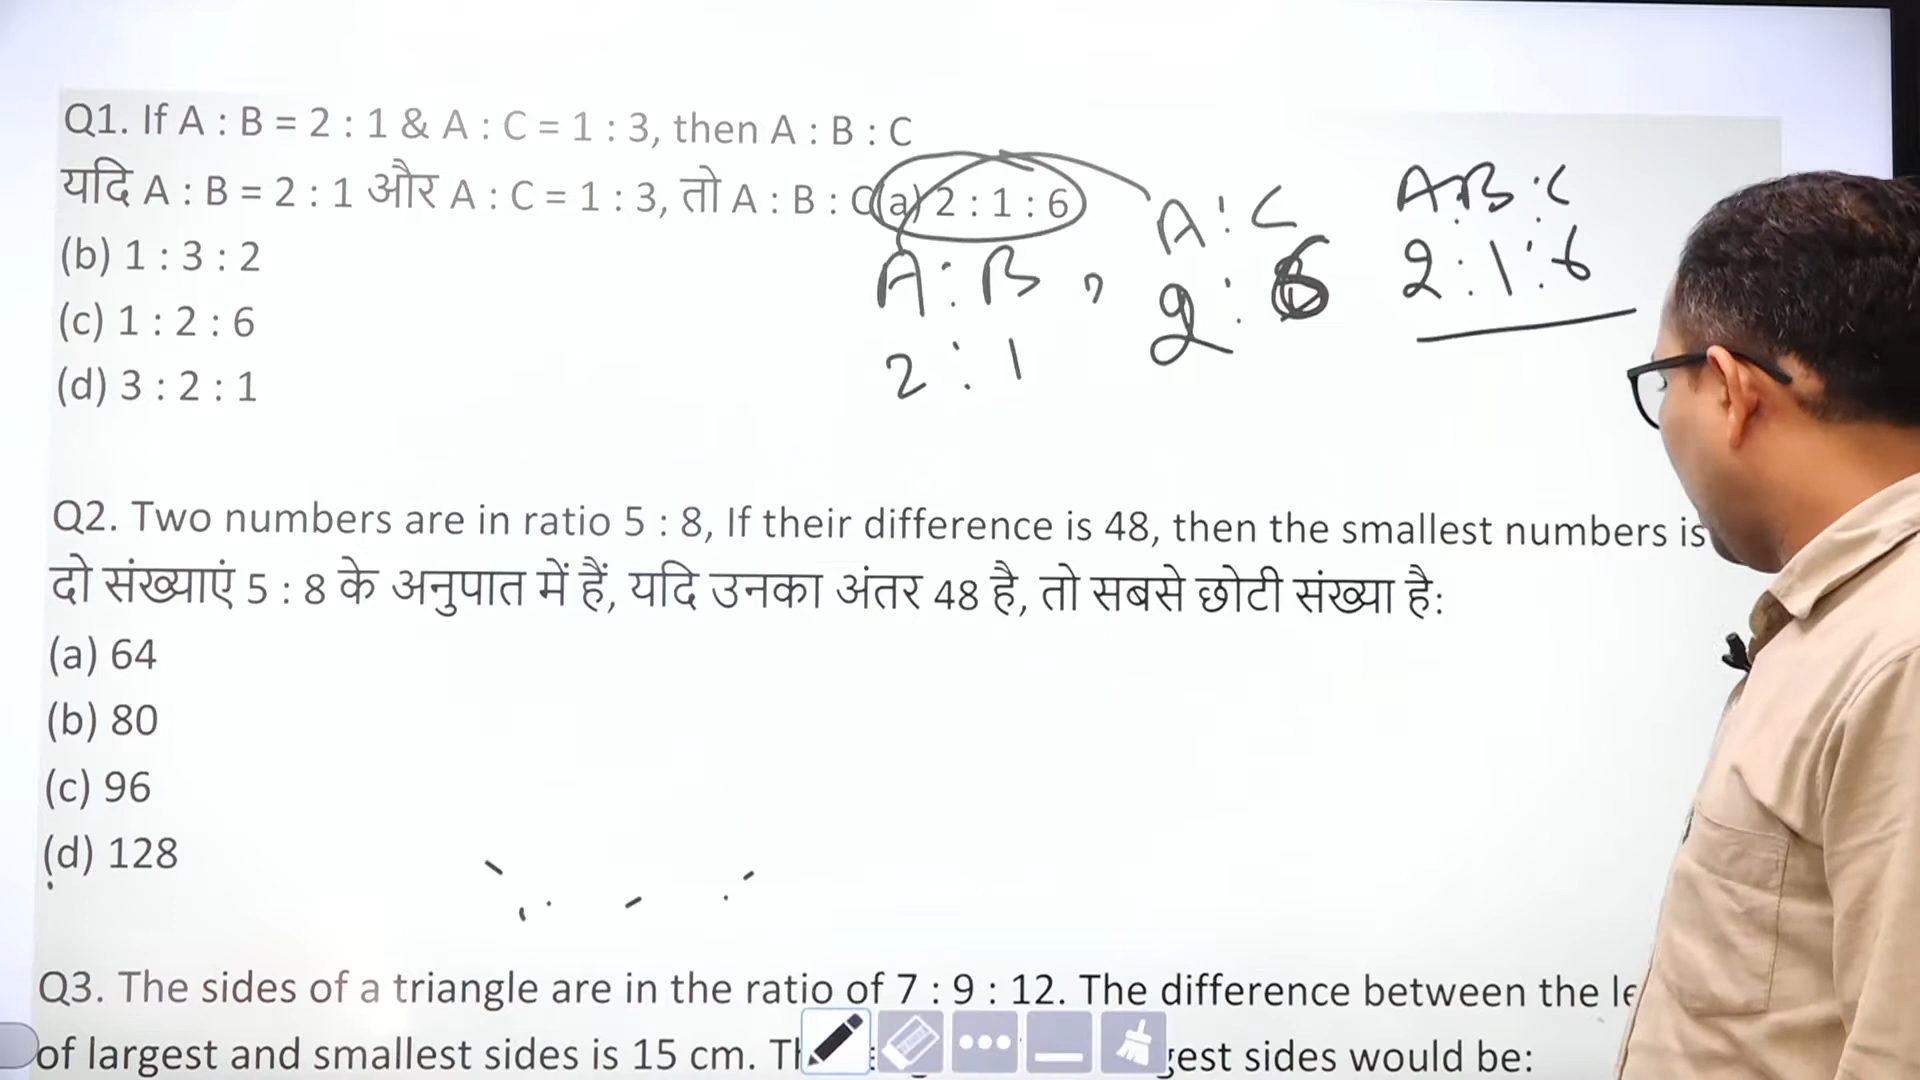 Q1. If A : B = 2 : 1 & A : C = 1 : 3, then A : B : C
यदि A : B = 2 : 1 और A : C = 1 : 3, तो A : B : C(a) 2 : 1 : 6
(b) 1 : 3 : 2
(c) 1 : 2 : 6
(d) 3 : 2 : 1
A : B ,
2 : 1
A : C
2 : 6
A : B : C
2 : 1 : 6
Q2. Two numbers are in ratio 5 : 8, If their difference is 48, then the smallest numbers is
दो संख्याएं 5 : 8 के अनुपात में हैं, यदि उनका अंतर 48 है, तो सबसे छोटी संख्या है:
(a) 64
(b) 80
(c) 96
(d) 128
Q3. The sides of a triangle are in the ratio of 7 : 9 : 12. The difference between the
of largest and smallest sides is 15 cm. sides would be: